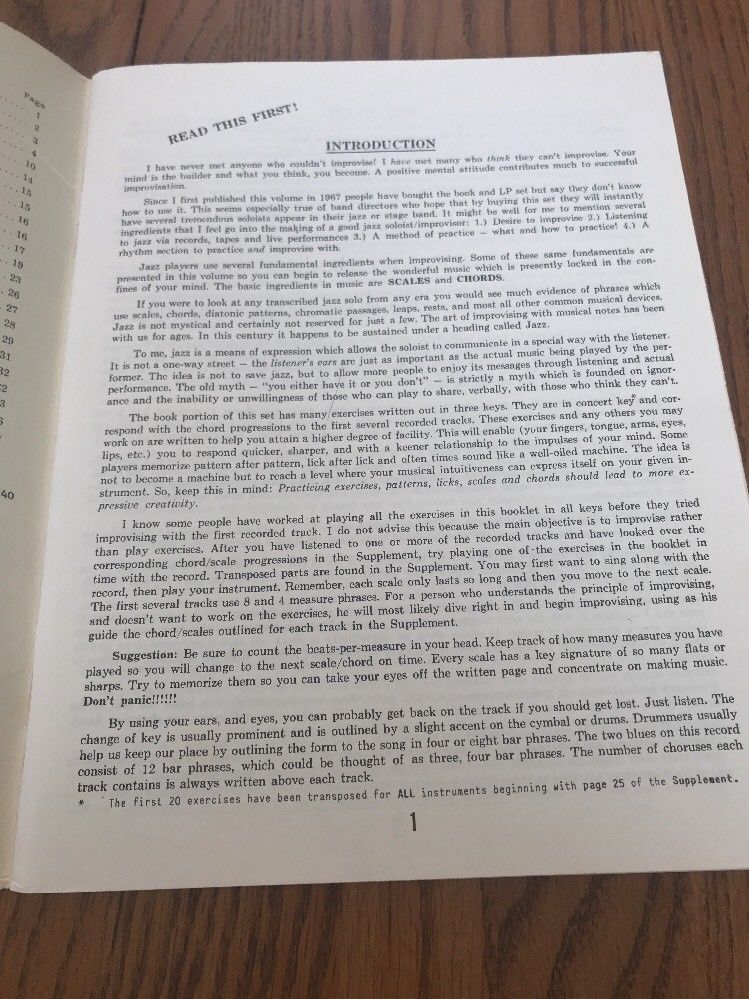 Page
1
2
3
4
10
14
15
15
16
16
17
19
23
26
27
28
29
31
32
32
3
6
7
40
READ THIS FIRST!
INTRODUCTION
I have never met anyone who couldn't improvise! I have met many who think they can't improvise. Your
mind is the builder and what you think, you become. A positive mental attitude contributes much to successful
improvisation.
Since I first published this volume in 1967 people have bought the book and LP set but say they don't know
how to use it. This seems especially true of band directors who hope that by buying this set they will instantly
have several tremendous soloists appear in their jazz or stage band. It might be well for me to mention several
ingredients that I feel go into the making of a good jazz soloist/improvisor: 1.) Desire to improvise 2.) Listening
to jazz via records, tapes and live performances 3.) A method of practice — what and how to practice! 4.) A
rhythm section to practice and improvise with.
Jazz players use several fundamental ingredients when improvising. Some of these same fundamentals are
presented in this volume so you can begin to release the wonderful music which is presently locked in the con-
fines of your mind. The basic ingredients in music are SCALES and CHORDS.
If you were to look at any transcribed jazz solo from any era you would see much evidence of phrases which
use scales, chords, diatonic patterns, chromatic passages, leaps, rests, and most all other common musical devices.
Jazz is not mystical and certainly not reserved for just a few. The art of improvising with musical notes has been
with us for ages. In this century it happens to be sustained under a heading called Jazz.
To me, jazz is a means of expression which allows the soloist to communicate in a special way with the listener.
It is not a one-way street — the listener's ears are just as important as the actual music being played by the per-
former. The idea is not to save jazz, but to allow more people to enjoy its messages through listening and actual
performance. The old myth — "you either have it or you don't" — is strictly a myth which is founded on ignor-
ance and the inability or unwillingness of those who can play to share, verbally, with those who think they can't.
The book portion of this set has many exercises written out in three keys. They are in concert key* and cor-
respond with the chord progressions to the first several recorded tracks. These exercises and any others you may
work on are written to help you attain a higher degree of facility. This will enable (your fingers, tongue, arms, eyes,
lips, etc.) you to respond quicker, sharper, and with a keener relationship to the impulses of your mind. Some
players memorize pattern after pattern, lick after lick and often times sound like a well-oiled machine. The idea is
not to become a machine but to reach a level where your musical intuitiveness can express itself on your given in-
strument. So, keep this in mind: Practicing exercises, patterns, licks, scales and chords should lead to more ex-
pressive creativity.
I know some people have worked at playing all the exercises in this booklet in all keys before they tried
improvising with the first recorded track. I do not advise this because the main objective is to improvise rather
than play exercises. After you have listened to one or more of the recorded tracks and have looked over the
corresponding chord/scale progressions in the Supplement, try playing one of the exercises in the booklet in
time with the record. Transposed parts are found in the Supplement. You may first want to sing along with the
record, then play your instrument. Remember, each scale only lasts so long and then you move to the next scale.
The first several tracks use 8 and 4 measure phrases. For a person who understands the principle of improvising,
and doesn't want to work on the exercises, he will most likely dive right in and begin improvising, using as his
guide the chord/scales outlined for each track in the Supplement.
Suggestion: Be sure to count the beats-per-measure in your head. Keep track of how many measures you have
played so you will change to the next scale/chord on time. Every scale has a key signature of so many flats or
sharps. Try to memorize them so you can take your eyes off the written page and concentrate on making music.
Don't panic!!!!!!
By using your ears, and eyes, you can probably get back on the track if you should get lost. Just listen. The
change of key is usually prominent and is outlined by a slight accent on the cymbal or drums. Drummers usually
help us keep our place by outlining the form to the song in four or eight bar phrases. The two blues on this record
consist of 12 bar phrases, which could be thought of as three, four bar phrases. The number of choruses each
track contains is always written above each track.
* The first 20 exercises have been transposed for ALL instruments beginning with page 25 of the Supplement.
1